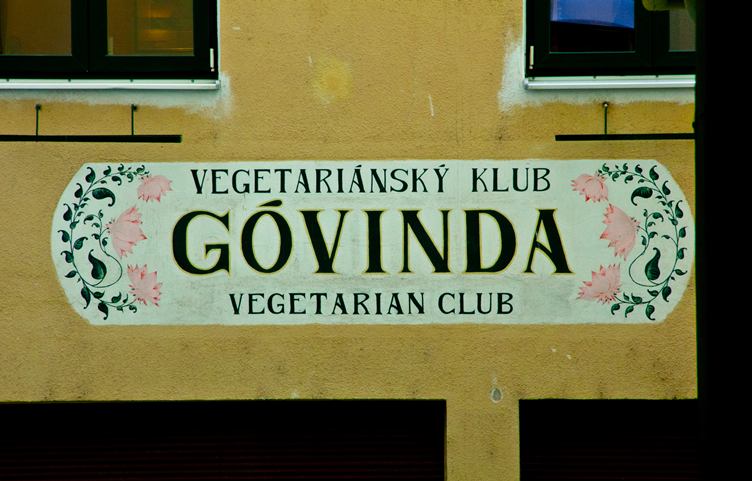 VEGETARIÁNSKÝ KLUB
GÓVINDA
VEGETARIAN CLUB